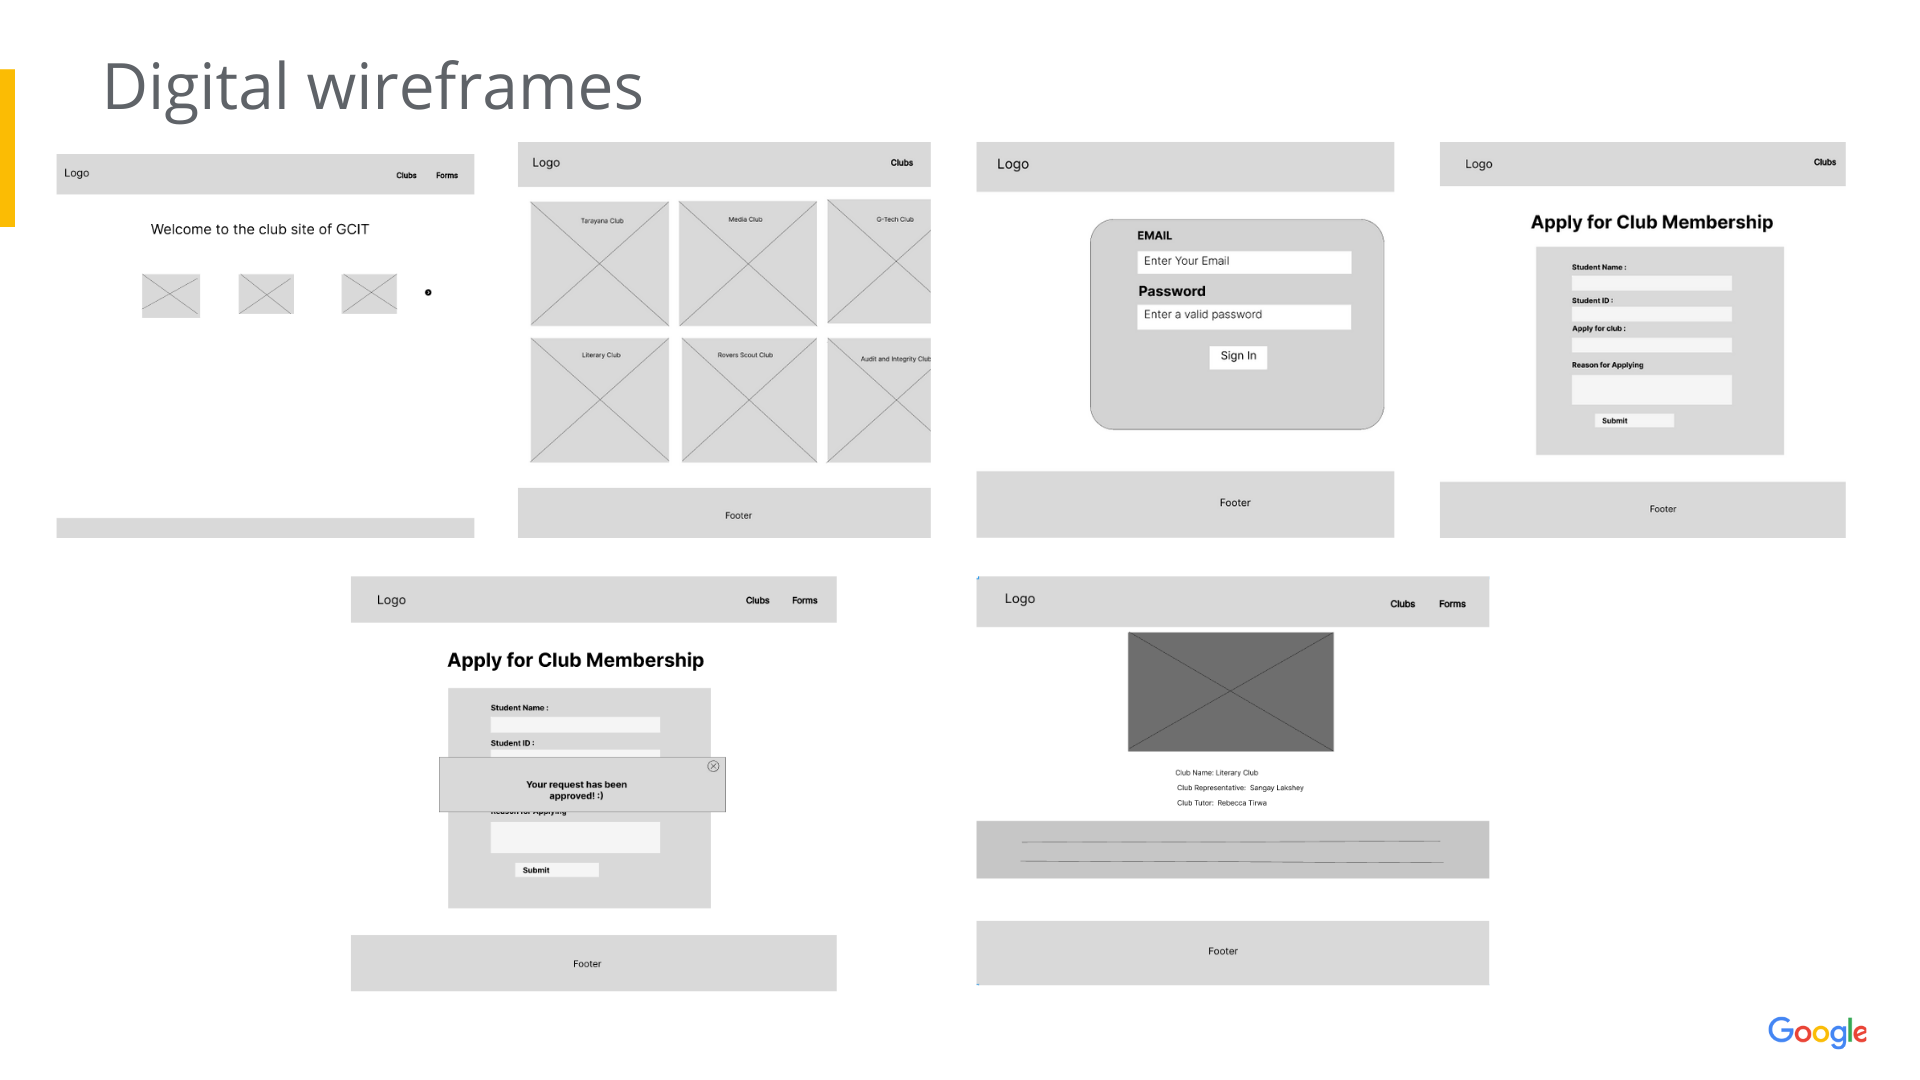 Digital wireframes
Logo
Clubs
Forms
Welcome to the club site of GCIT
Logo
Clubs
Tarayana Club
Media Club
G-Tech Club
Literary Club
Rovers Scout Club
Audit and Integrity Club
Footer
Logo
EMAIL
Enter Your Email
Password
Enter a valid password
Sign In
Footer
Logo
Clubs
Apply for Club Membership
Student Name :
Student ID :
Apply for club :
Reason for Applying
Submit
Footer
Logo
Clubs
Forms
Apply for Club Membership
Student Name :
Student ID :
Your request has been
approved! :)
Reason for Applying
Submit
Footer
Logo
Clubs
Forms
Club Name: Literary Club
Club Representative: Sangay Lakshey
Club Tutor: Rebecca Tirwa
Footer
Google